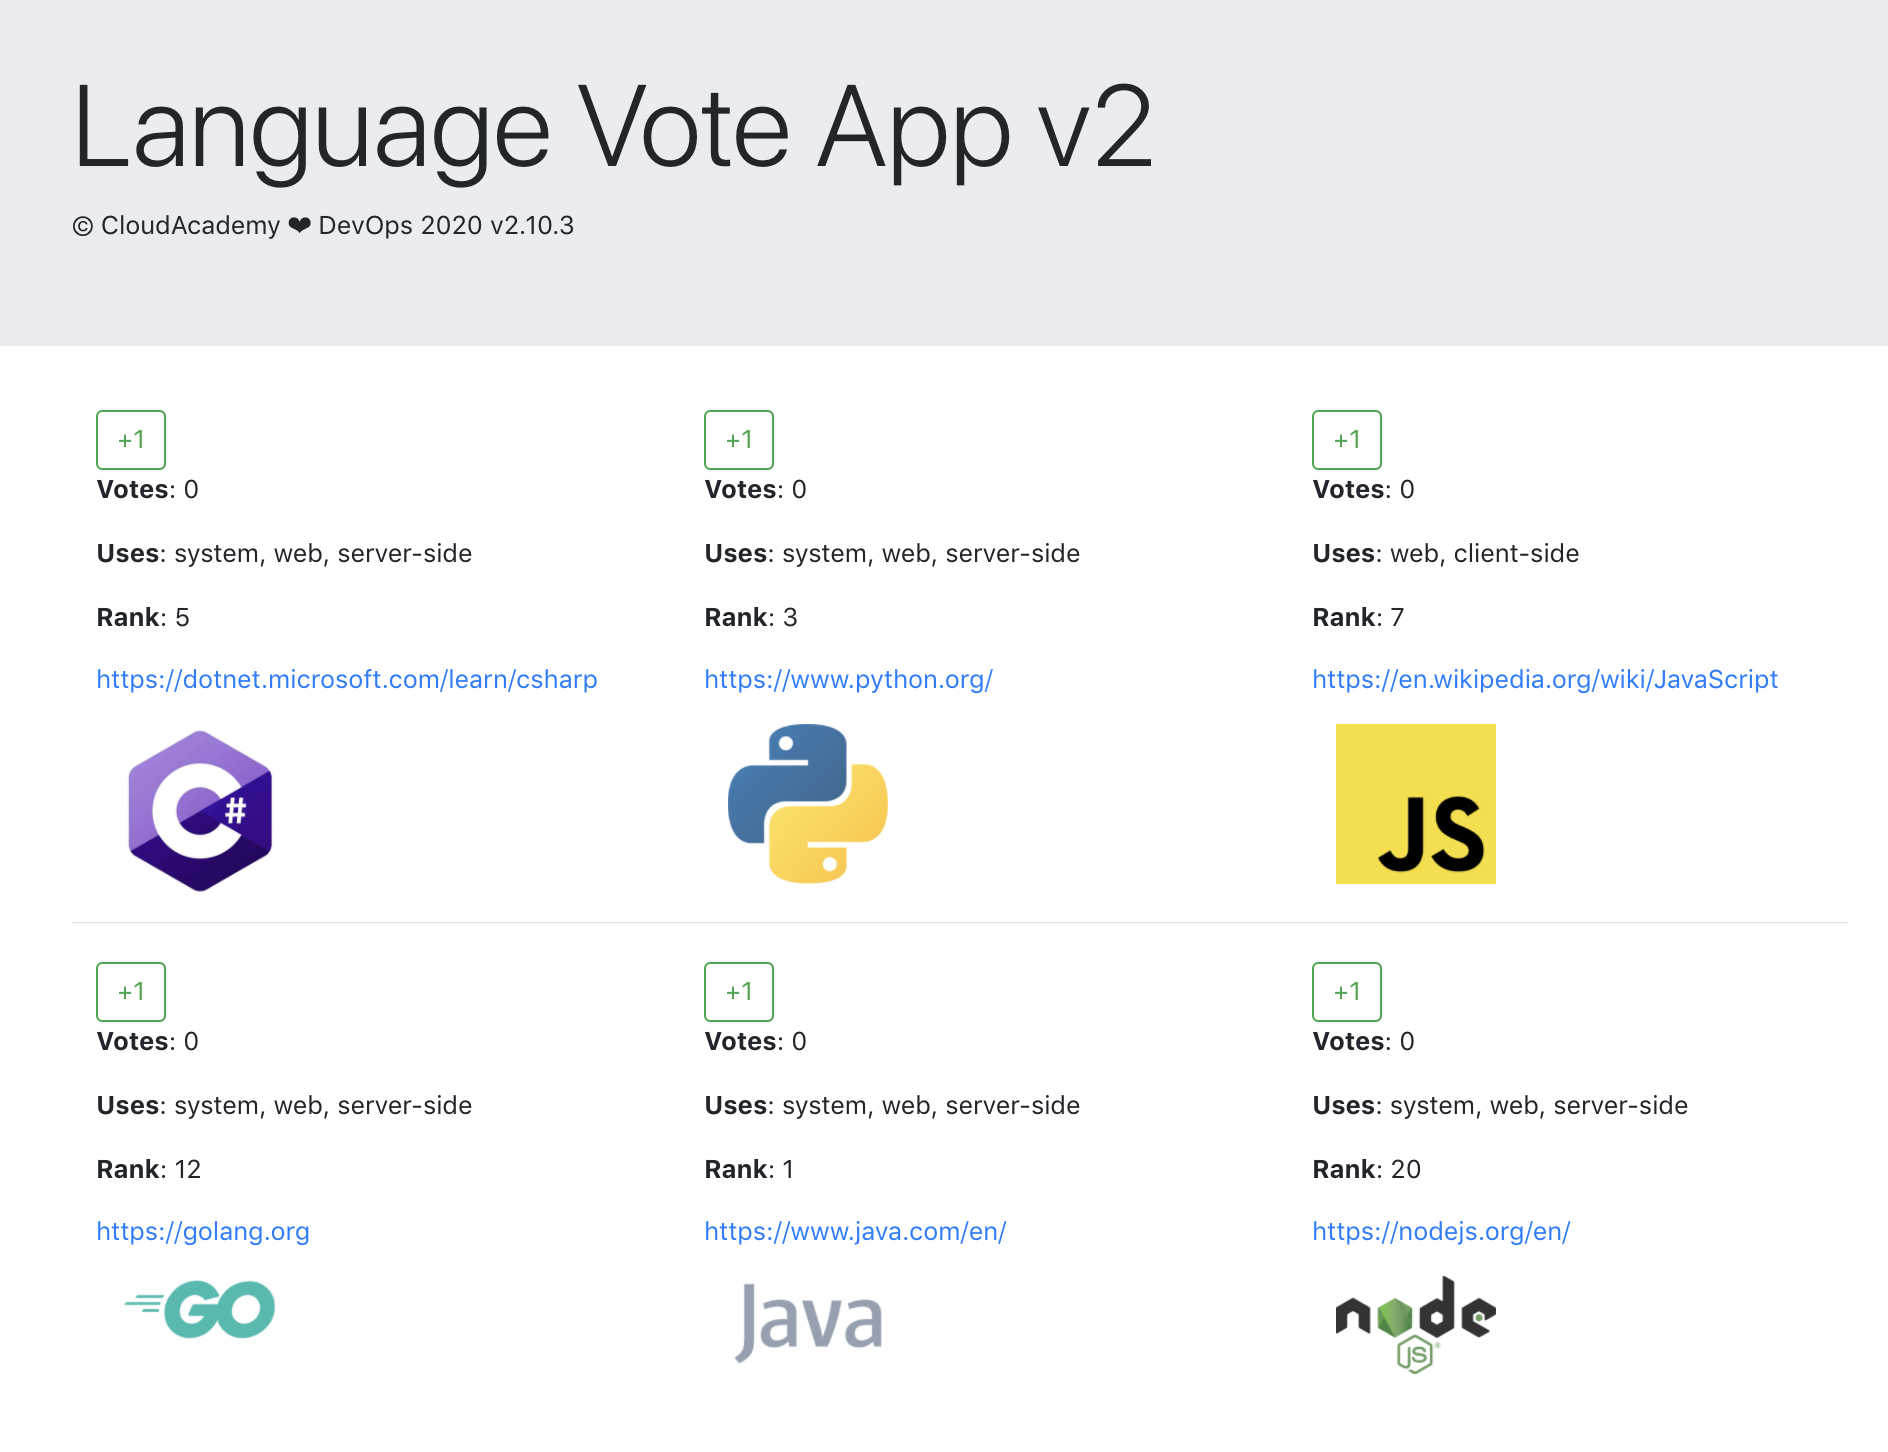 Language Vote App v2
© CloudAcademy ❤ DevOps 2020 v2.10.3
+1
Votes: 0
Uses: system, web, server-side
Rank: 5
https://dotnet.microsoft.com/learn/csharp
C#
+1
Votes: 0
Uses: system, web, server-side
Rank: 3
https://www.python.org/
+1
Votes: 0
Uses: web, client-side
Rank: 7
https://en.wikipedia.org/wiki/JavaScript
JS
+1
Votes: 0
Uses: system, web, server-side
Rank: 12
https://golang.org
GO
+1
Votes: 0
Uses: system, web, server-side
Rank: 1
https://www.java.com/en/
Java
+1
Votes: 0
Uses: system, web, server-side
Rank: 20
https://nodejs.org/en/
node
JS®